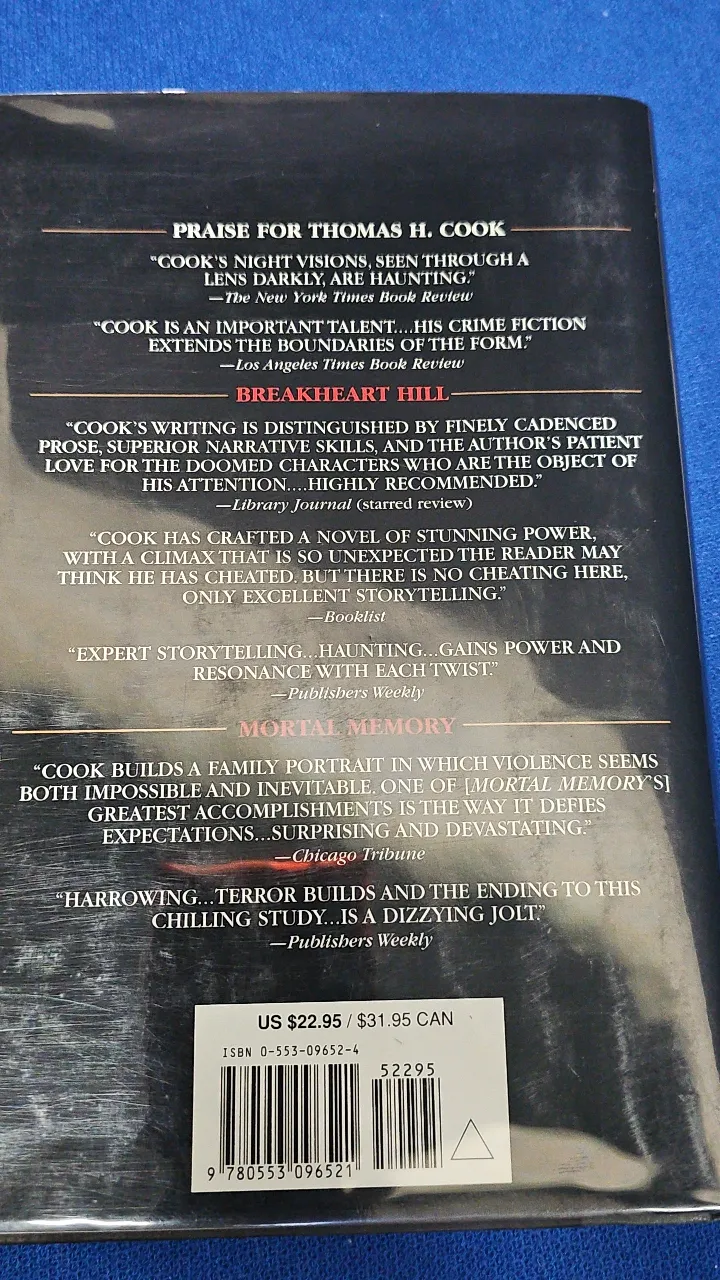 PRAISE FOR THOMAS H. COOK
"COOK'S NIGHT VISIONS, SEEN THROUGH A
LENS DARKLY, ARE HAUNTING."
—The New York Times Book Review
"COOK IS AN IMPORTANT TALENT....HIS CRIME FICTION
EXTENDS THE BOUNDARIES OF THE FORM."
—Los Angeles Times Book Review
BREAKHEART HILL
"COOK'S WRITING IS DISTINGUISHED BY FINELY CADENCED
PROSE, SUPERIOR NARRATIVE SKILLS, AND THE AUTHOR'S PATIENT
LOVE FOR THE DOOMED CHARACTERS WHO ARE THE OBJECT OF
HIS ATTENTION....HIGHLY RECOMMENDED."
—Library Journal (starred review)
"COOK HAS CRAFTED A NOVEL OF STUNNING POWER,
WITH A CLIMAX THAT IS SO UNEXPECTED THE READER MAY
THINK HE HAS CHEATED. BUT THERE IS NO CHEATING HERE,
ONLY EXCELLENT STORYTELLING."
—Booklist
"EXPERT STORYTELLING...HAUNTING...GAINS POWER AND
RESONANCE WITH EACH TWIST."
—Publishers Weekly
MORTAL MEMORY
"COOK BUILDS A FAMILY PORTRAIT IN WHICH VIOLENCE SEEMS
BOTH IMPOSSIBLE AND INEVITABLE. ONE OF [MORTAL MEMORY'S]
GREATEST ACCOMPLISHMENTS IS THE WAY IT DEFIES
EXPECTATIONS...SURPRISING AND DEVASTATING."
—Chicago Tribune
"HARROWING...TERROR BUILDS AND THE ENDING TO THIS
CHILLING STUDY...IS A DIZZYING JOLT."
—Publishers Weekly
US $22.95 / $31.95 CAN
ISBN 0-553-09652-4
52295
9 780553 096521